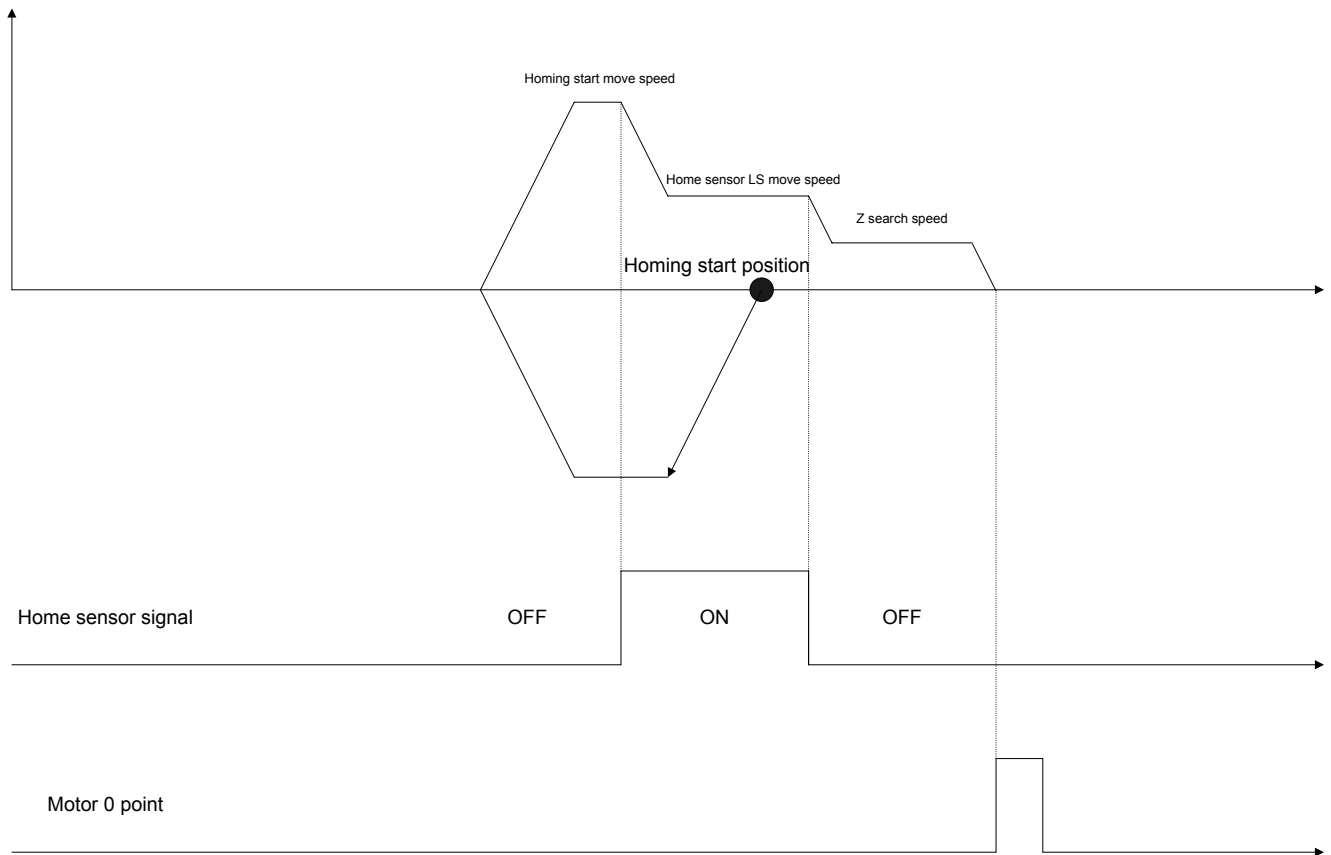 Homing start move speed
Home sensor LS move speed
Z search speed
Homing start position
Home sensor signal
OFF
ON
OFF
Motor 0 point